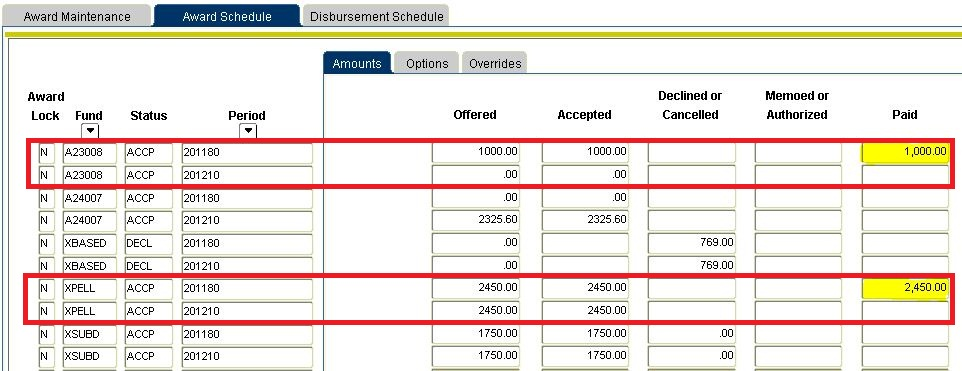 Award Maintenance Award Schedule Disbursement Schedule
Amounts Options Overrides
Award Declined or Memoed or
Lock Fund Status Period Offered Accepted Cancelled Authorized Paid
N A23008 ACCP 201180 1000.00 1000.00 1,000.00
N A23008 ACCP 201210 .00 .00
N A24007 ACCP 201180 .00 .00
N A24007 ACCP 201210 2325.60 2325.60
N XBASED DECL 201180 .00 769.00
N XBASED DECL 201210 .00 769.00
N XPELL ACCP 201180 2450.00 2450.00 2,450.00
N XPELL ACCP 201210 2450.00 2450.00
N XSUBD ACCP 201180 1750.00 1750.00 .00
N XSUBD ACCP 201210 1750.00 1750.00 .00